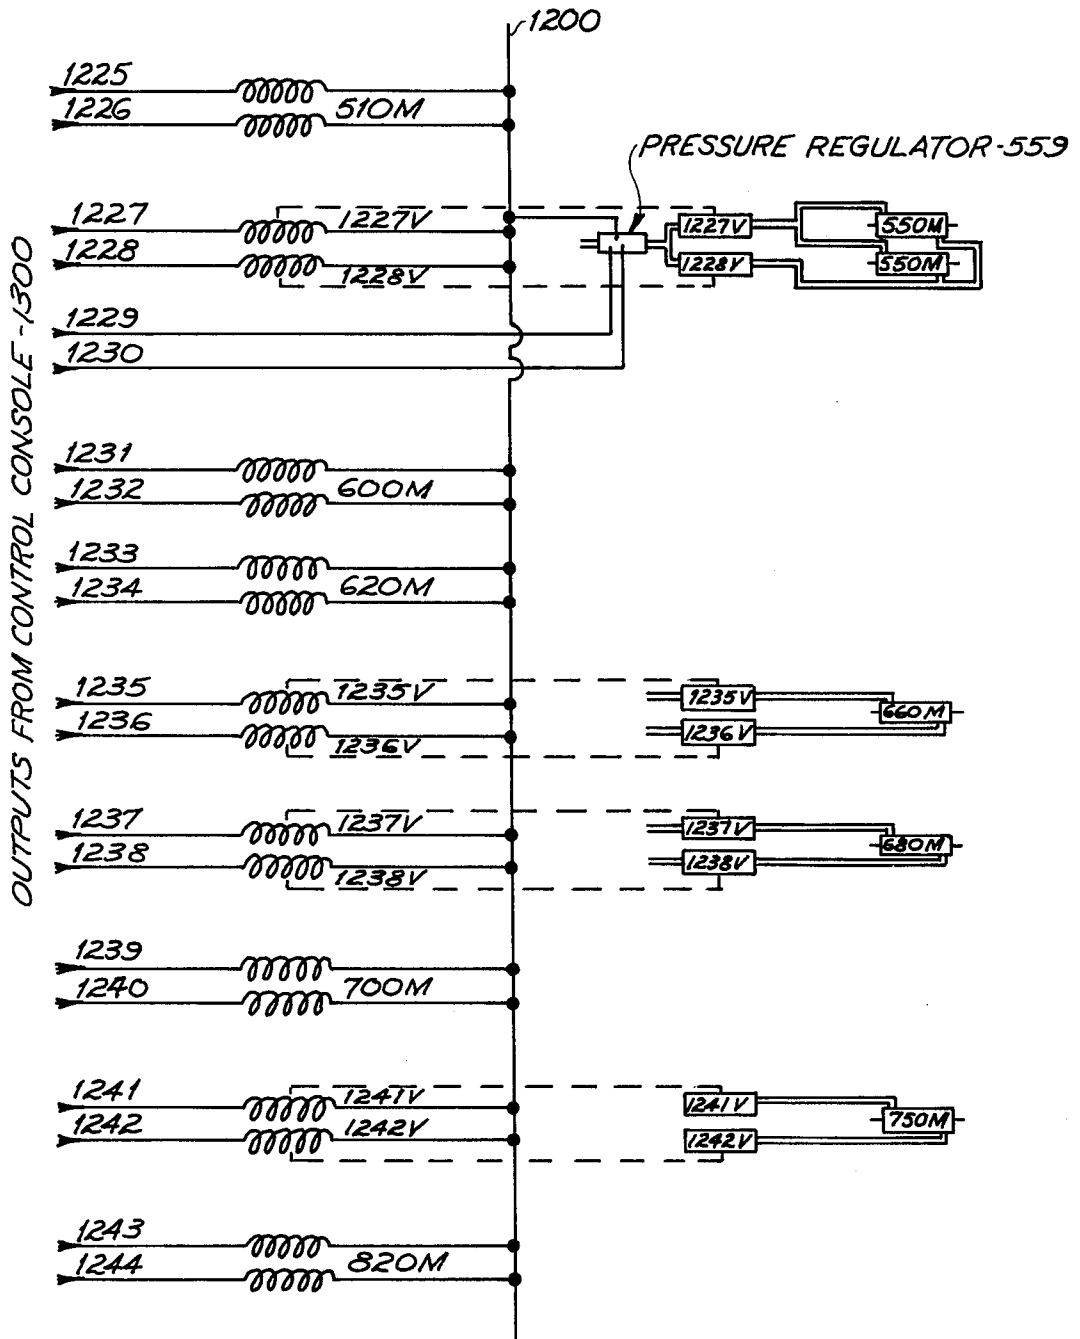 1200
1225
1226
510M
PRESSURE REGULATOR-559
1227
1227V
1227V
550M
1228
1228V
1228V
550M
1229
1230
OUTPUTS FROM CONTROL CONSOLE-1300
1231
1232
600M
1233
1234
620M
1235
1235V
1235V
660M
1236
1236V
1236V
1237
1237V
1237V
680M
1238
1238V
1238V
1239
1240
700M
1241
1241V
1241V
750M
1242
1242V
1242V
1243
1244
820M